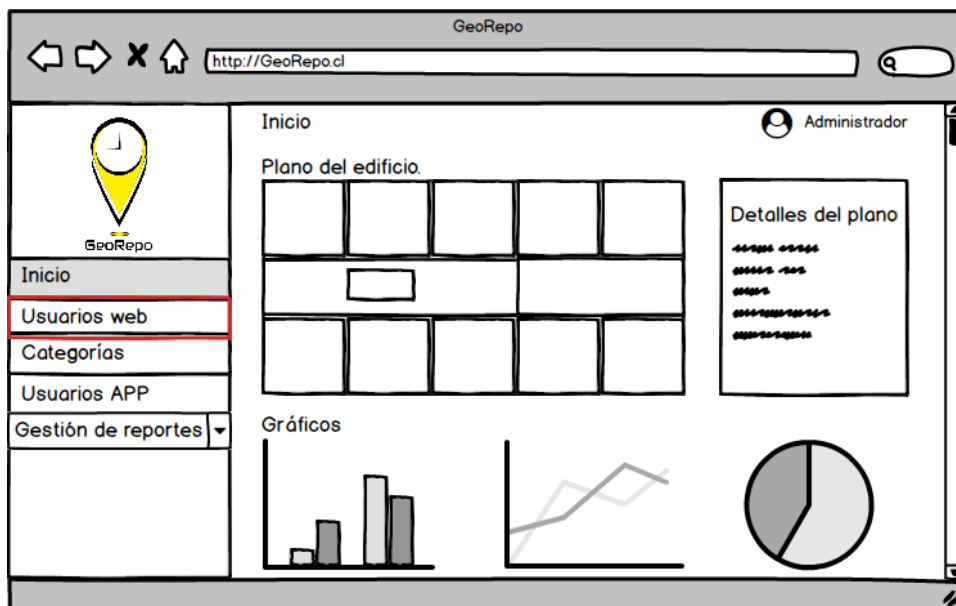 GeoRepo
http://GeoRepo.cl
GeoRepo
Inicio
Usuarios web
Categorías
Usuarios APP
Gestión de reportes
Inicio
Administrador
Plano del edificio.
Detalles del plano
Gráficos